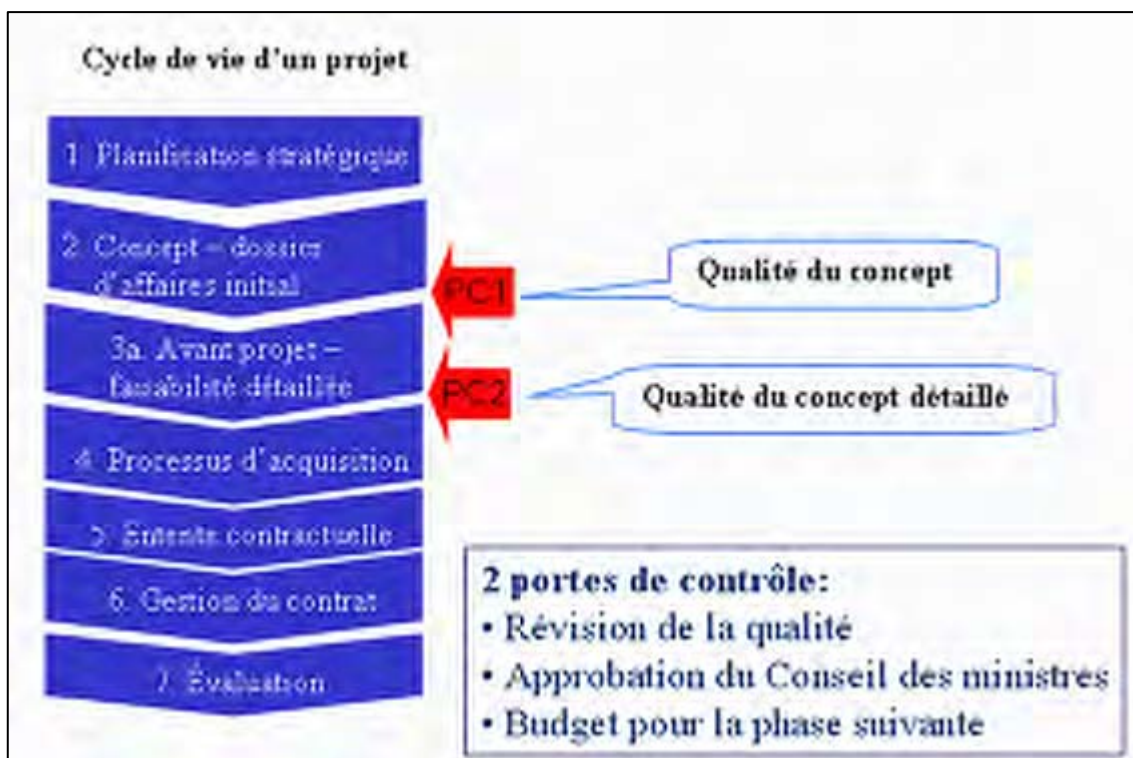 Cycle de vie d'un projet
1. Planification stratégique
2. Concept – dossier
d'affaires initial
PC1
Qualité du concept
3a. Avant projet –
faisabilité détaillée
PC2
Qualité du concept détaillé
4. Processus d'acquisition
5. Entente contractuelle
6. Gestion du contrat
7. Évaluation
2 portes de contrôle:
• Révision de la qualité
• Approbation du Conseil des ministres
• Budget pour la phase suivante